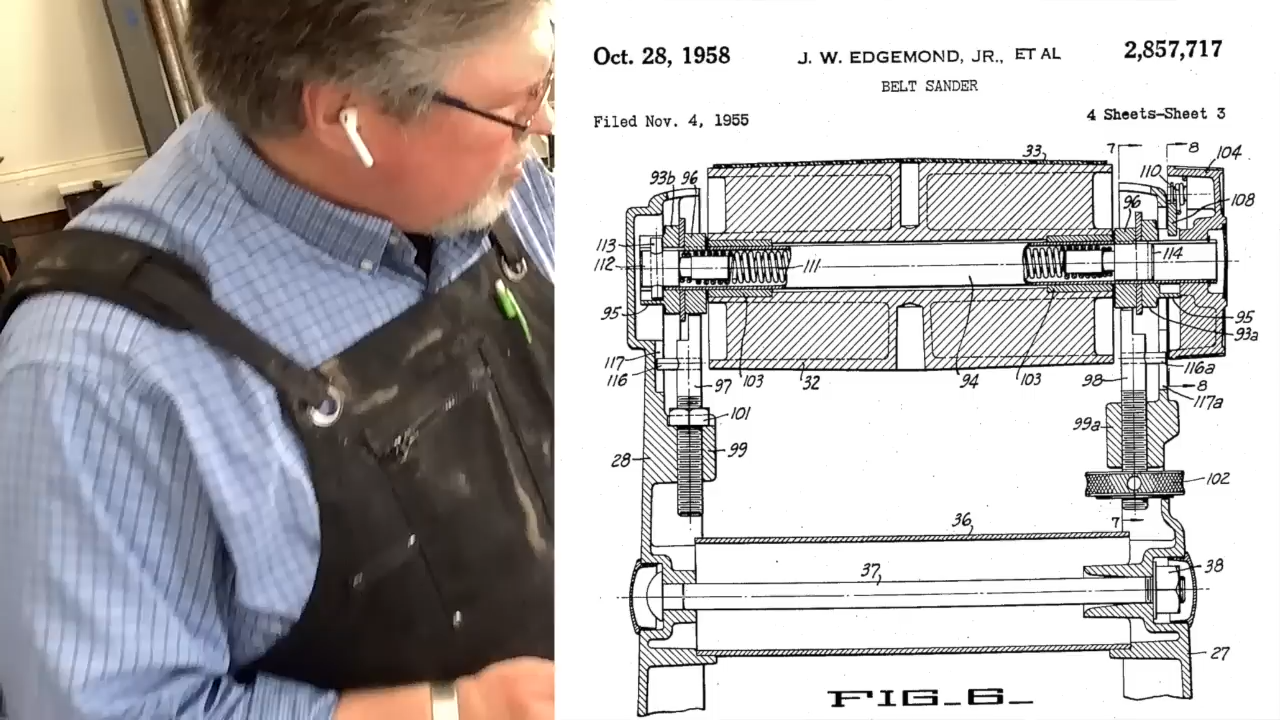 Oct. 28, 1958
J. W. EDGEMOND, JR., ET AL
2,857,717
BELT SANDER
Filed Nov. 4, 1955
4 Sheets-Sheet 3
7 8
33 104
110
93b 96 96 108
113
112 111 114
94
95 95
93a
117
116 103 32 103 116a
97 98 8
117a
101 99a
99
28
102
7
36
37 38
27
FIG_6_